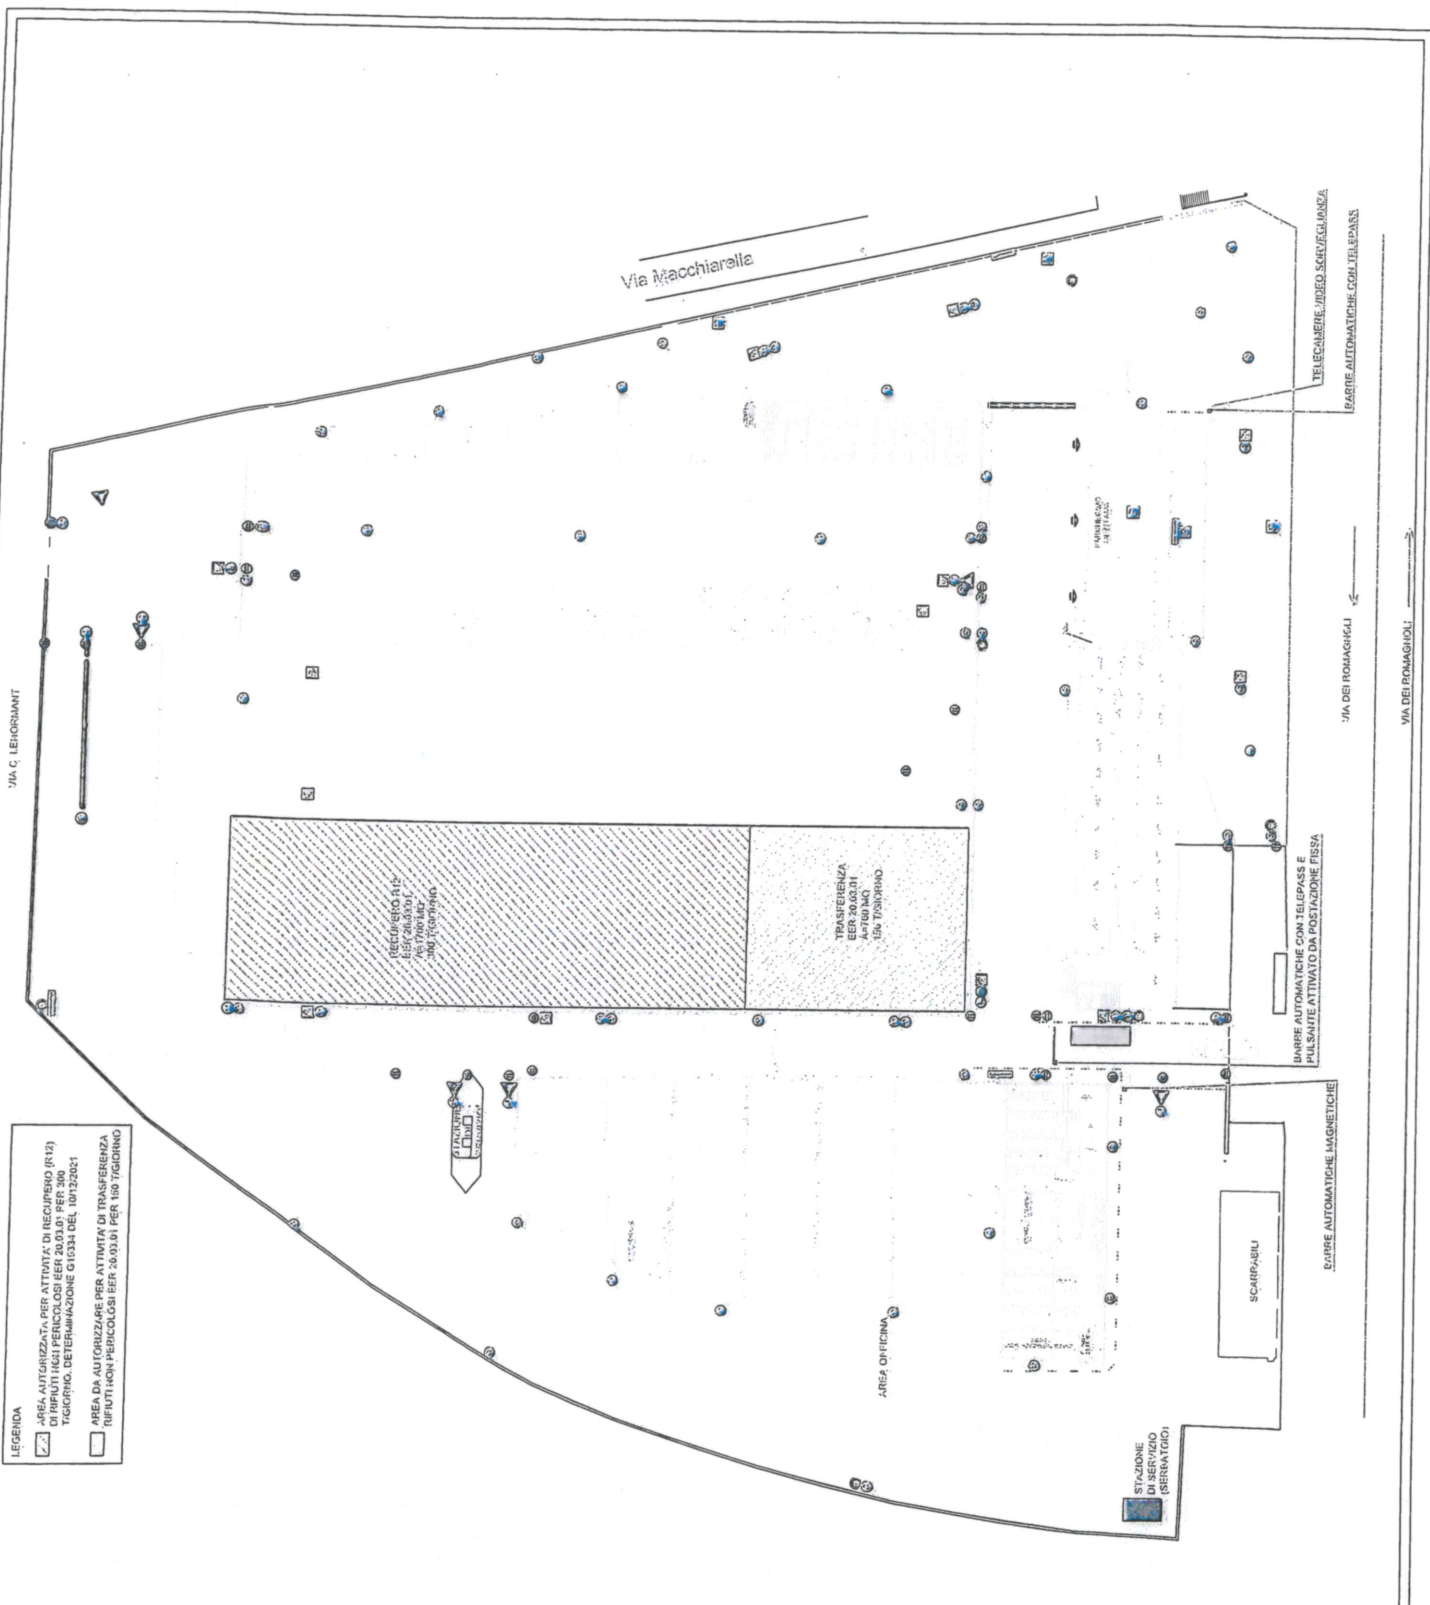 LEGENDA
AREA AUTORIZZATA PER ATTIVITA' DI RECUPERO (R12)
DI RIFIUTI NON PERICOLOSI EER 20.03.01 PER 300
T/GIORNO. DETERMINAZIONE G15334 DEL 10/12/2021
AREA DA AUTORIZZARE PER ATTIVITA' DI TRASFERENZA
RIFIUTI NON PERICOLOSI EER 20.03.01 PER 150 T/GIORNO
VIA C. LENORMANT
Via Macchiarella
RECUPERO R12
EER 20.03.01
300 T/GIORNO
TRASFERENZA
EER 20.03.01
A=760 MQ
150 T/GIORNO
STAZIONE
AREA OFFICINA
STAZIONE
DI SERVIZIO
(SERBATOIO)
SCARRABILI
BARRE AUTOMATICHE MAGNETICHE
BARRE AUTOMATICHE CON TELEPASS E
PULSANTE ATTIVATO DA POSTAZIONE FISSA
TELECAMERE VIDEO SORVEGLIANZA
BARRE AUTOMATICHE CON TELEPASS
VIA DEI ROMAGNOLI
VIA DEI ROMAGNOLI